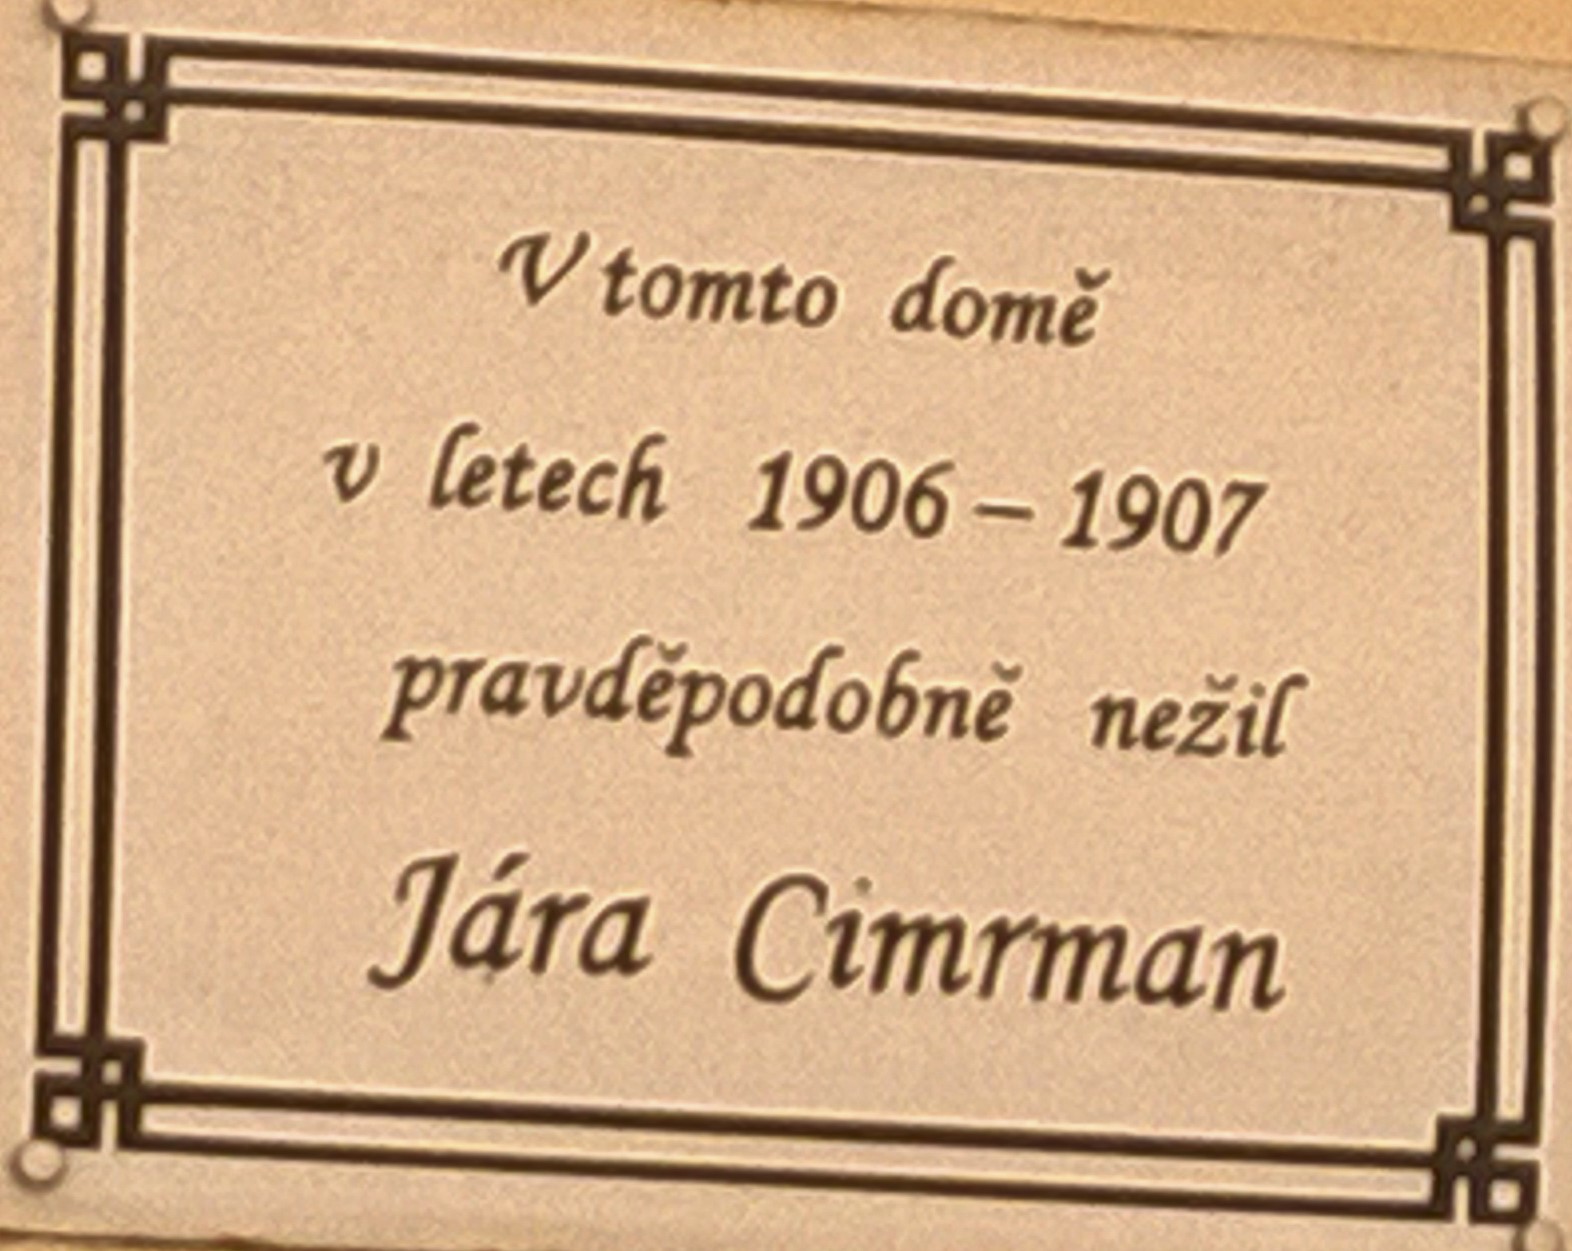 V tomto domě
v letech 1906 – 1907
pravděpodobně nežil
Jára Cimrman